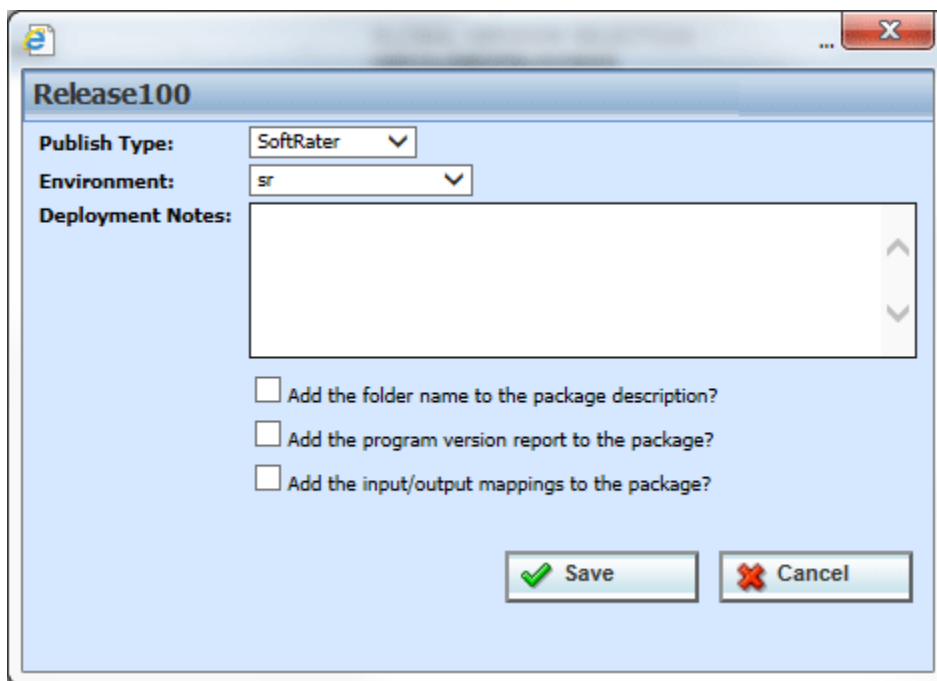 ...
Release100
Publish Type: SoftRater
Environment: sr
Deployment Notes:
Add the folder name to the package description?
Add the program version report to the package?
Add the input/output mappings to the package?
Save Cancel